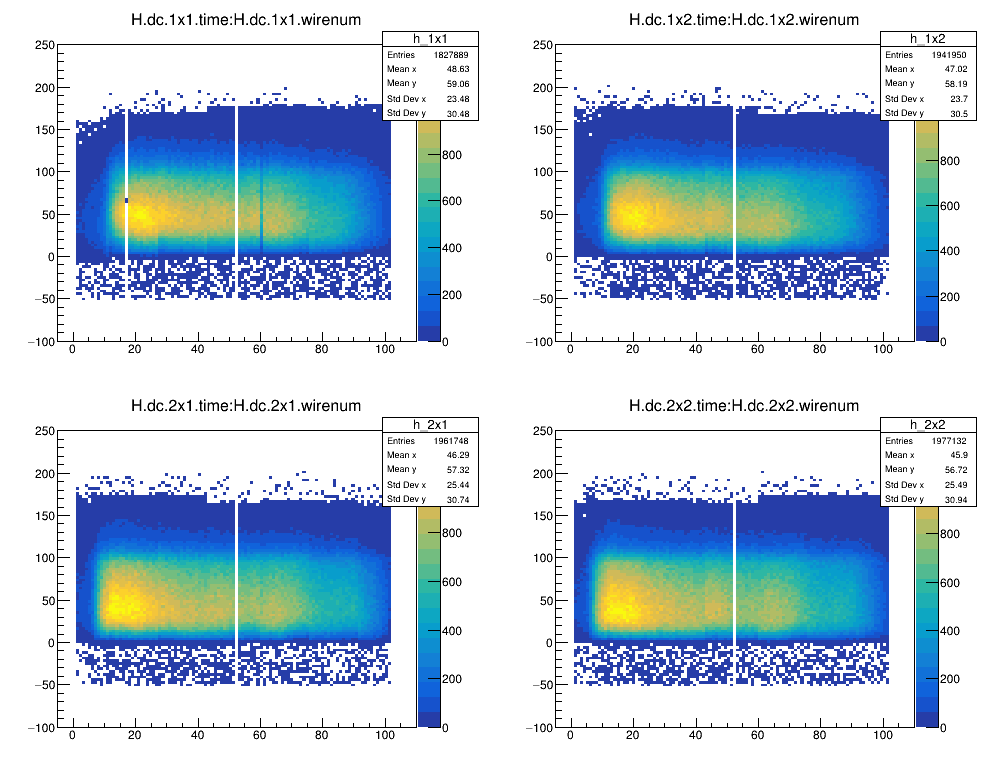 H.dc.1x1.time:H.dc.1x1.wirenum
h_1x1
Entries 1827889
Mean x 48.63
Mean y 59.06
Std Dev x 23.48
Std Dev y 30.48
250
200
150
100
50
0
−50
−100
0 20 40 60 80 100
800
600
400
200
0
H.dc.1x2.time:H.dc.1x2.wirenum
h_1x2
Entries 1941950
Mean x 47.02
Mean y 58.19
Std Dev x 23.7
Std Dev y 30.5
250
200
150
100
50
0
−50
−100
0 20 40 60 80 100
800
600
400
200
0
H.dc.2x1.time:H.dc.2x1.wirenum
h_2x1
Entries 1961748
Mean x 46.29
Mean y 57.32
Std Dev x 25.44
Std Dev y 30.74
250
200
150
100
50
0
−50
−100
0 20 40 60 80 100
800
600
400
200
0
H.dc.2x2.time:H.dc.2x2.wirenum
h_2x2
Entries 1977132
Mean x 45.9
Mean y 56.72
Std Dev x 25.49
Std Dev y 30.94
250
200
150
100
50
0
−50
−100
0 20 40 60 80 100
800
600
400
200
0